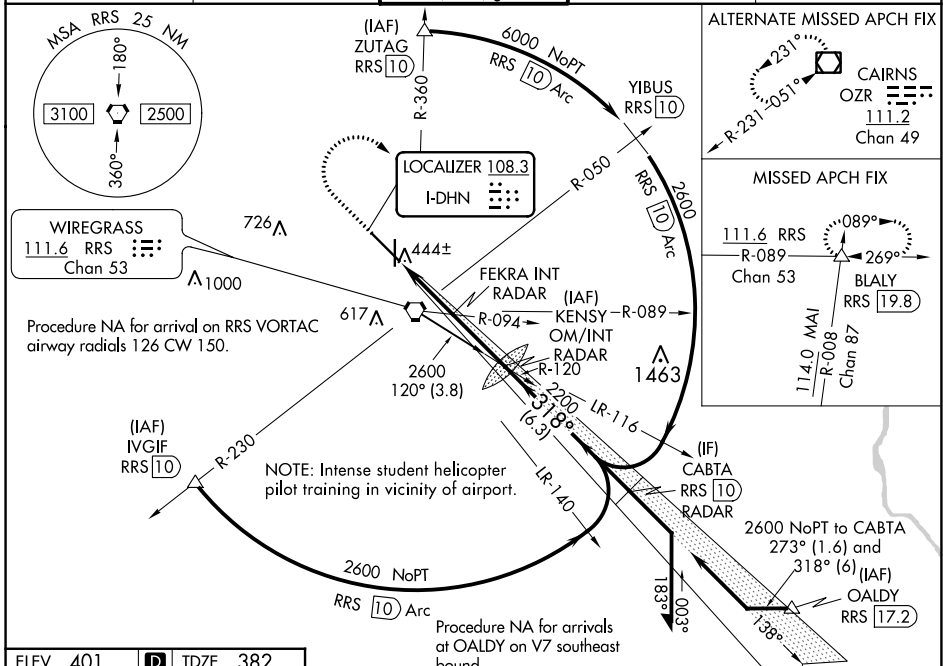 MSA RRS 25 NM
180°
3100
2500
360°
(IAF)
ZUTAG
RRS 10
6000 NoPT
RRS 10 Arc
R-360
YIBUS
RRS 10
R-050
2600
RRS 10 Arc
ALTERNATE MISSED APCH FIX
231°
R-231
051°
CAIRNS
OZR
111.2
Chan 49
LOCALIZER 108.3
I-DHN
MISSED APCH FIX
089°
111.6 RRS
R-089
Chan 53
269°
BLALY
RRS 19.8
114.0 MAI
R-008
Chan 87
WIREGRASS
111.6 RRS
Chan 53
726
1000
444±
617
FEKRA INT
RADAR
(IAF)
KENSY
OM/INT
RADAR
R-094
R-089
R-120
1463
Procedure NA for arrival on RRS VORTAC
airway radials 126 CW 150.
2600
120° (3.8)
2200
318°
(6.3)
LR-116
LR-140
(IAF)
IVGIF
RRS 10
R-230
NOTE: Intense student helicopter
pilot training in vicinity of airport.
(IF)
CABTA
RRS 10
RADAR
2600 NoPT to CABTA
273° (1.6) and
318° (6)
(IAF)
OALDY
RRS 17.2
2600 NoPT
RRS 10 Arc
183°
003°
138°
Procedure NA for arrivals
at OALDY on V7 southeast
bound.
ELEV 401
D
TDZE 382